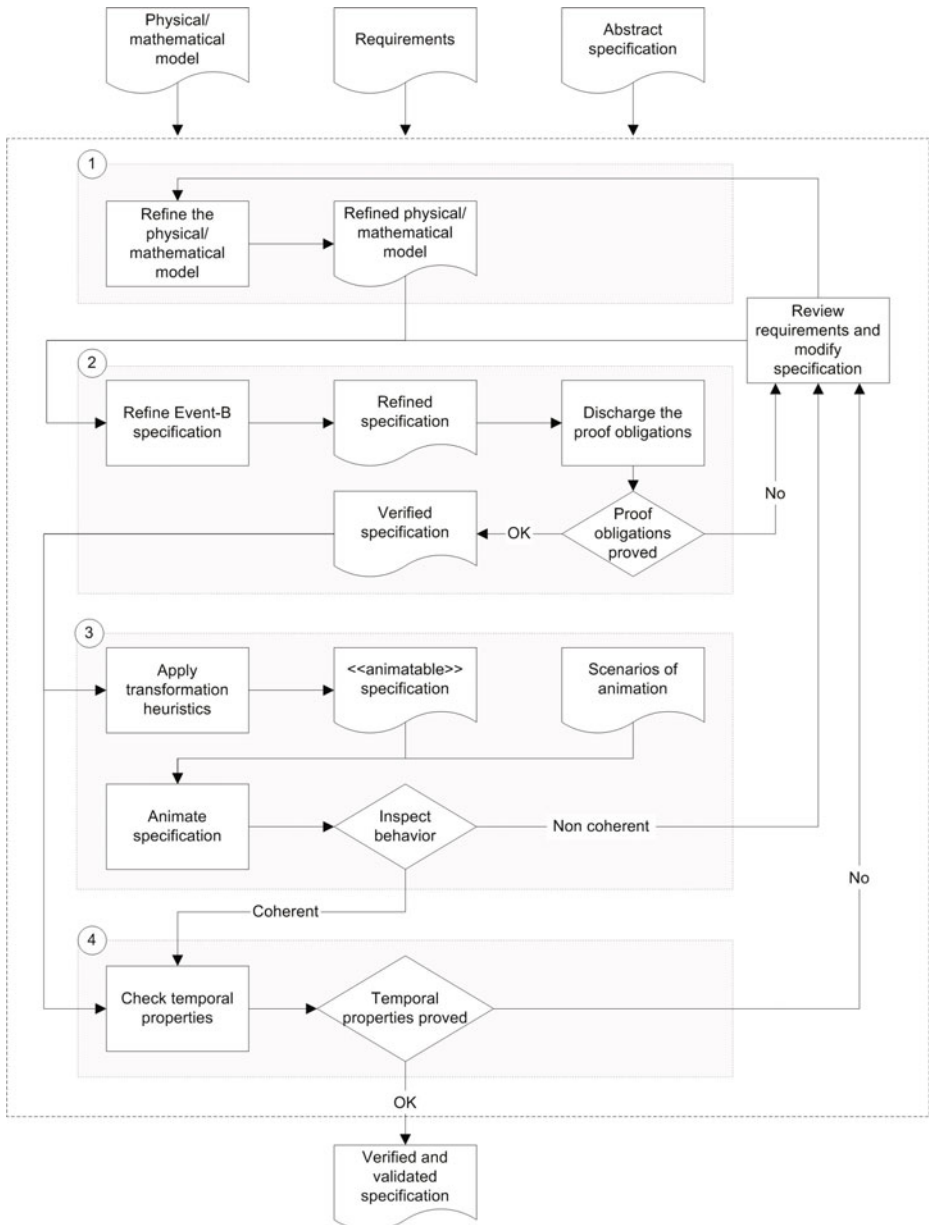 Physical/
mathematical
model
Requirements
Abstract
specification
1
Refine the
physical/
mathematical
model
Refined physical/
mathematical
model
Review
requirements and
modify
specification
2
Refine Event-B
specification
Refined
specification
Discharge the
proof obligations
No
Verified
specification
OK
Proof
obligations
proved
3
Apply
transformation
heuristics
<<animatable>>
specification
Scenarios of
animation
Animate
specification
Inspect
behavior
Non coherent
No
Coherent
4
Check temporal
properties
Temporal
properties proved
OK
Verified and
validated
specification